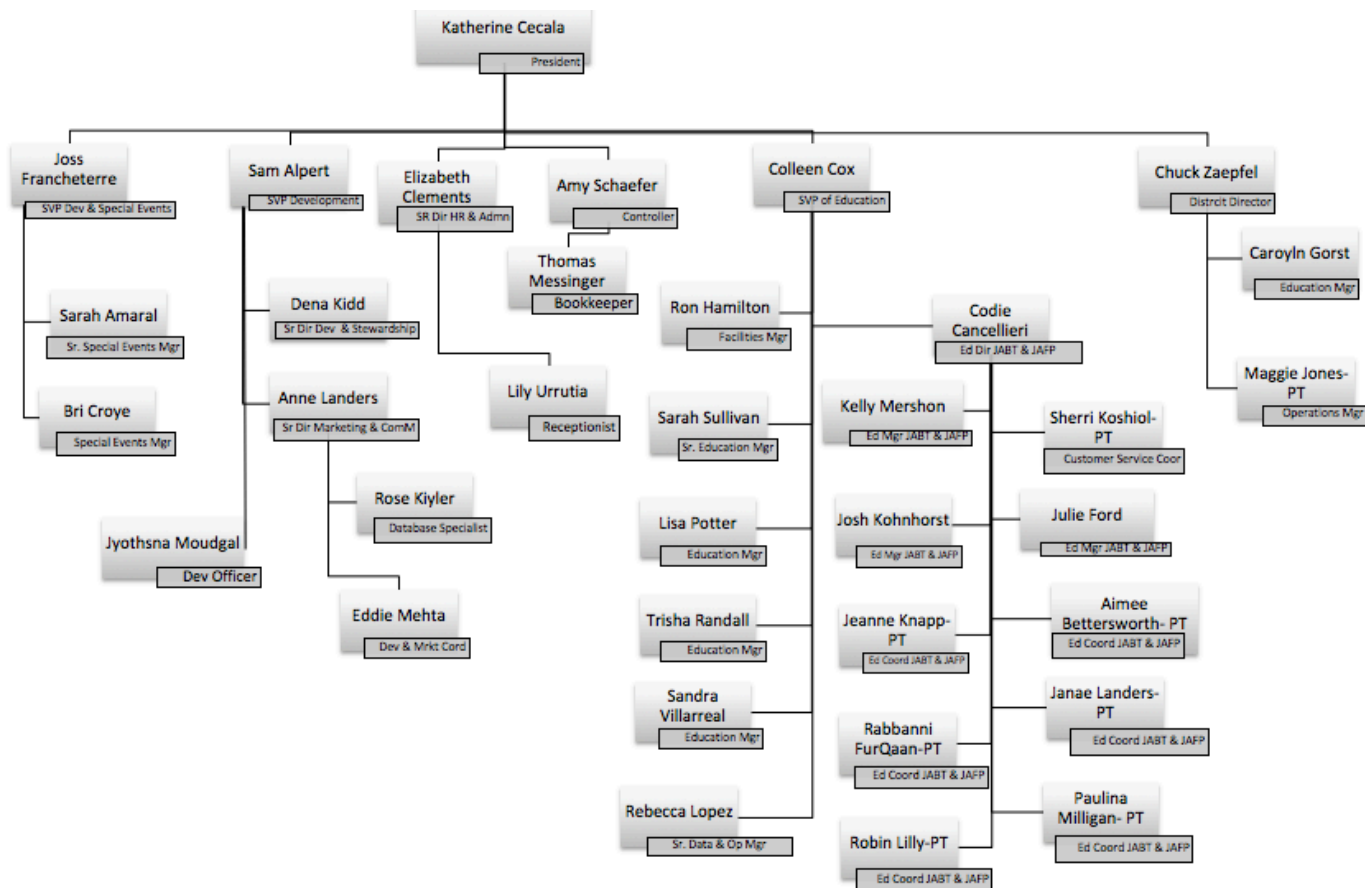 Katherine Cecala
President
Joss
Francheterre
SVP Dev & Special Events
Sam Alpert
SVP Development
Elizabeth
Clements
SR Dir HR & Admn
Amy Schaefer
Controller
Colleen Cox
SVP of Education
Chuck Zaepfel
Distrcit Director
Thomas
Messinger
Bookkeeper
Caroyln Gorst
Education Mgr
Sarah Amaral
Sr. Special Events Mgr
Dena Kidd
Sr Dir Dev & Stewardship
Ron Hamilton
Facilities Mgr
Codie
Cancellieri
Ed Dir JABT & JAFP
Bri Croye
Special Events Mgr
Anne Landers
Sr Dir Marketing & ComM
Lily Urrutia
Receptionist
Sarah Sullivan
Sr. Education Mgr
Kelly Mershon
Ed Mgr JABT & JAFP
Sherri Koshiol-
PT
Customer Service Coor
Maggie Jones-
PT
Operations Mgr
Jyothsna Moudgal
Dev Officer
Rose Kiyler
Database Specialist
Lisa Potter
Education Mgr
Josh Kohnhorst
Ed Mgr JABT & JAFP
Julie Ford
Ed Mgr JABT & JAFP
Eddie Mehta
Dev & Mrkt Cord
Trisha Randall
Education Mgr
Jeanne Knapp-
PT
Ed Coord JABT & JAFP
Aimee
Bettersworth- PT
Ed Coord JABT & JAFP
Sandra
Villarreal
Education Mgr
Rabbanni
FurQaan-PT
Ed Coord JABT & JAFP
Janae Landers-
PT
Ed Coord JABT & JAFP
Rebecca Lopez
Sr. Data & Op Mgr
Robin Lilly-PT
Ed Coord JABT & JAFP
Paulina
Milligan- PT
Ed Coord JABT & JAFP